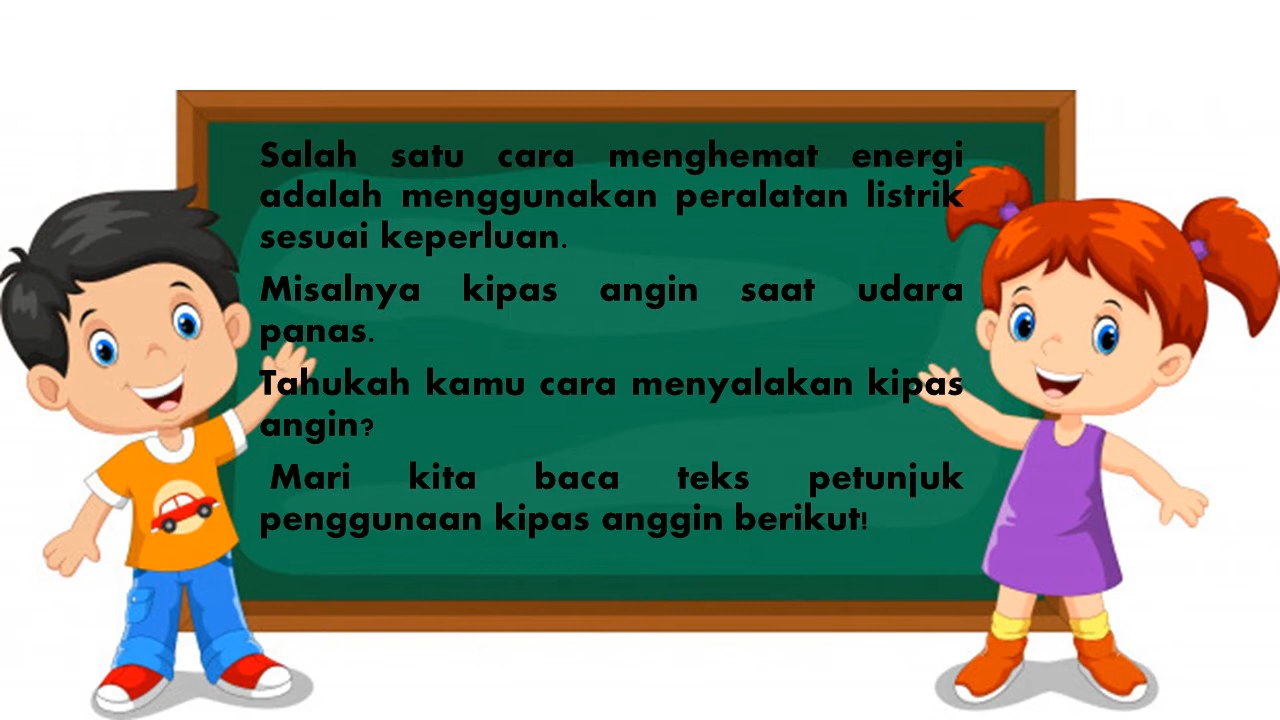 Salah satu cara menghemat energi
adalah menggunakan peralatan listrik
sesuai keperluan.
Misalnya kipas angin saat udara
panas.
Tahukah kamu cara menyalakan kipas
angin?
Mari kita baca teks petunjuk
penggunaan kipas anggin berikut!